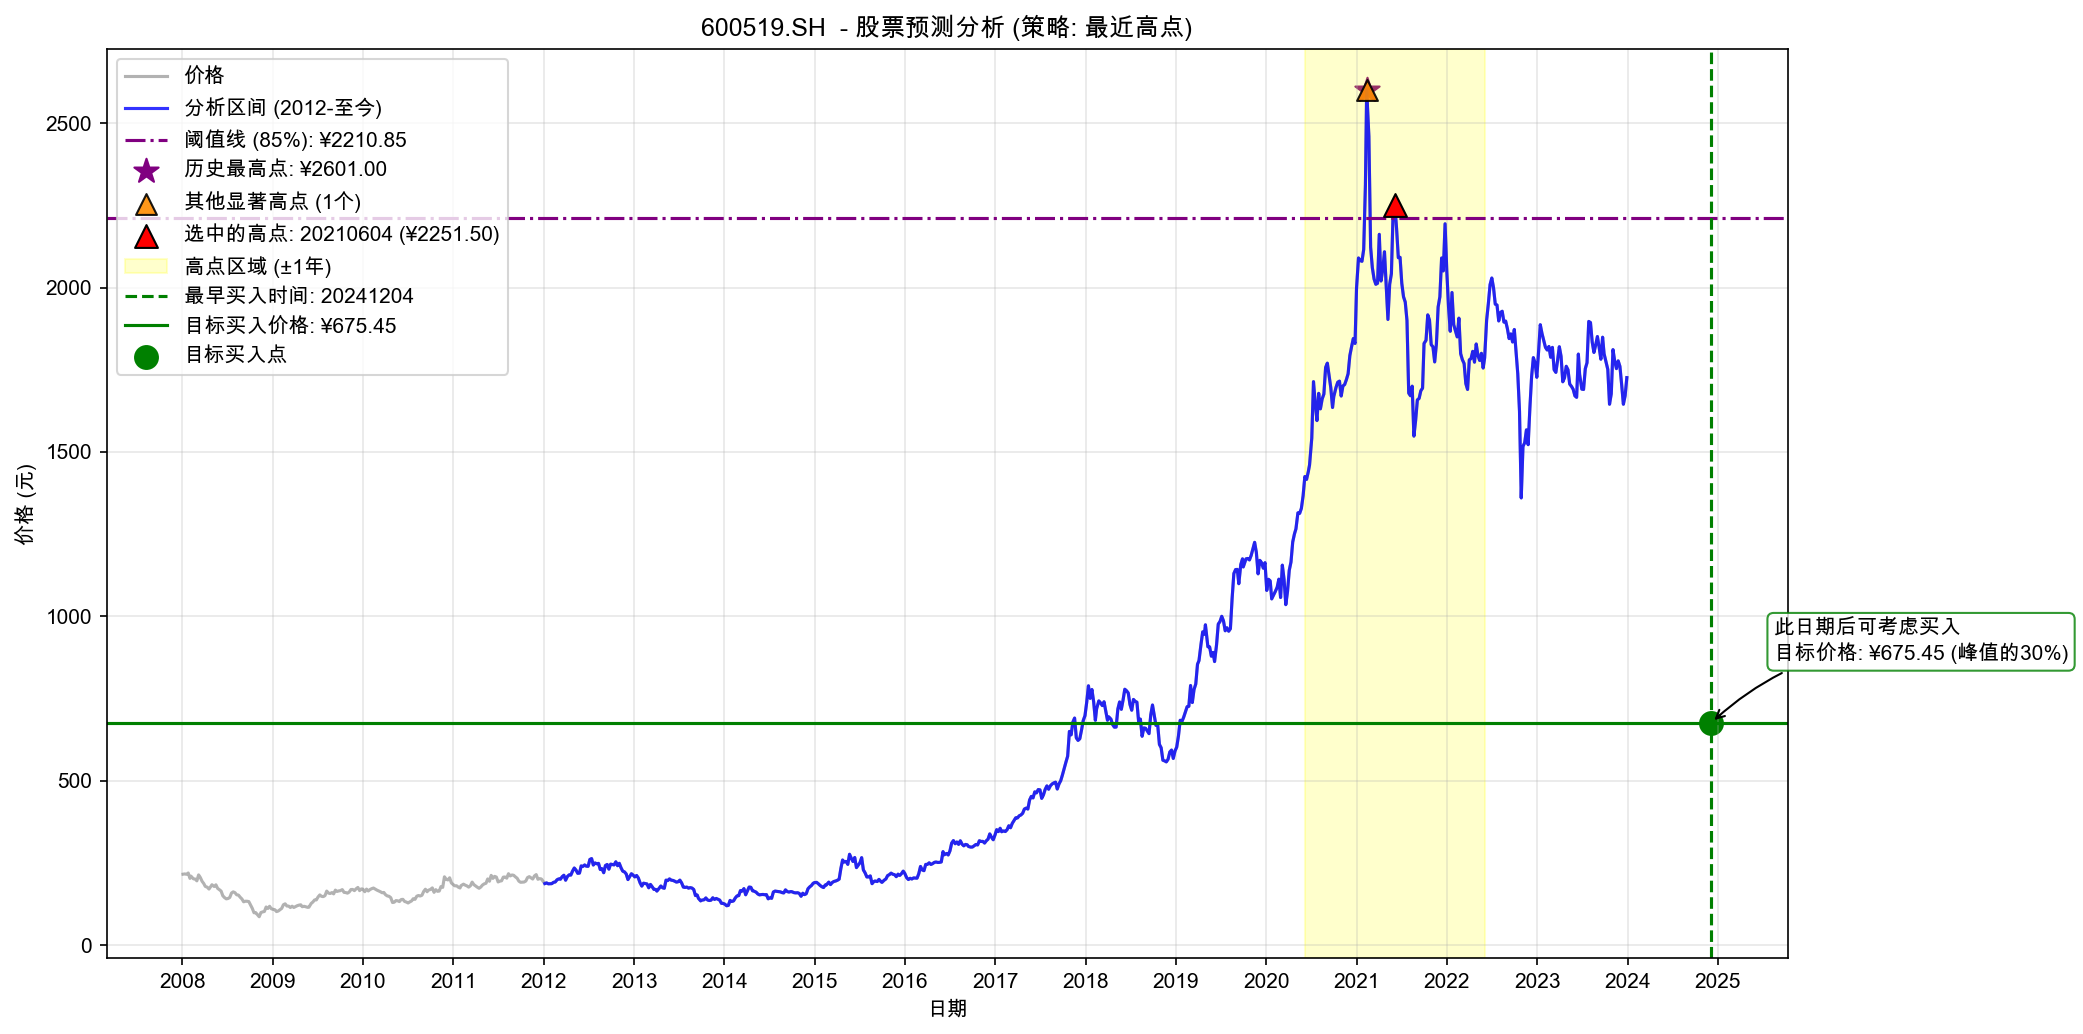 600519.SH - 股票预测分析 (策略: 最近高点)
价格
分析区间 (2012-至今)
阈值线 (85%): ¥2210.85
历史最高点: ¥2601.00
其他显著高点 (1个)
选中的高点: 20210604 (¥2251.50)
高点区域 (±1年)
最早买入时间: 20241204
目标买入价格: ¥675.45
目标买入点
价格 (元)
2500
2000
1500
1000
500
0
此日期后可考虑买入
目标价格: ¥675.45 (峰值的30%)
2008 2009 2010 2011 2012 2013 2014 2015 2016 2017 2018 2019 2020 2021 2022 2023 2024 2025
日期